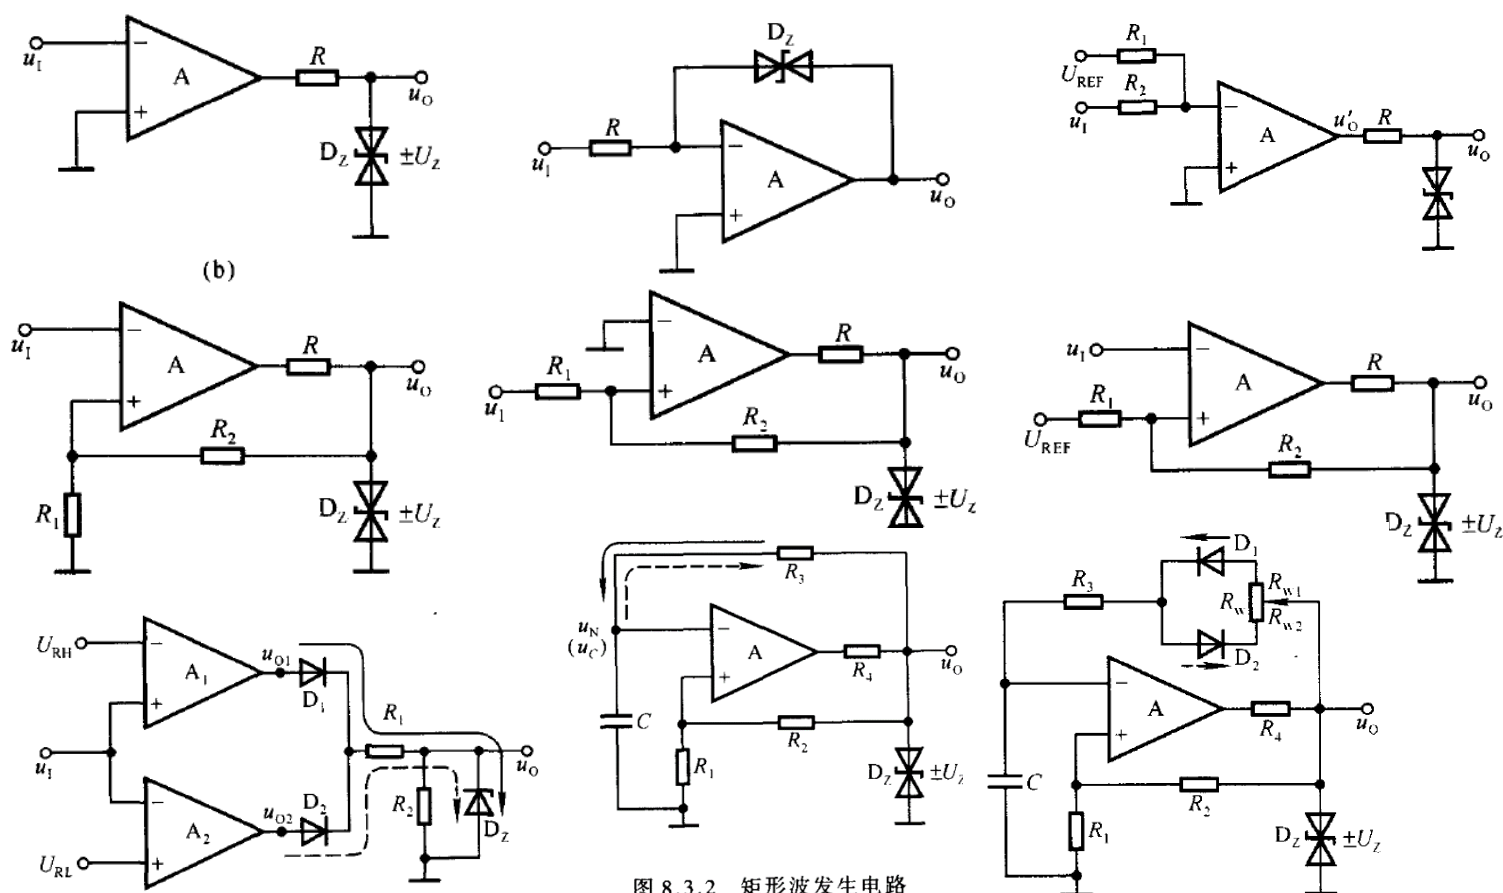 u_I
−
+
A
R
u_O
D_Z
±U_Z
(b)
D_Z
R
u_I
−
+
A
u_O
R_1
U_REF
R_2
u_I
−
+
A
u'_O
R
u_O
u_I
−
+
A
R
u_O
R_2
R_1
D_Z
±U_Z
−
+
A
R
u_O
R_1
u_I
R_2
D_Z
±U_Z
u_I
−
+
A
R
u_O
R_1
U_REF
R_2
D_Z
±U_Z
U_RH
−
+
A_1
u_O1
D_1
R_1
u_I
u_O
−
+
A_2
u_O2
D_2
R_2
D_Z
U_RL
R_3
u_N
(u_C)
−
+
A
R_4
u_O
C
R_2
R_1
D_Z
±U_Z
D_1
R_3
R_w
R_w1
R_w2
D_2
−
+
A
R_4
u_O
C
R_2
R_1
D_Z
±U_Z
图 8.3.2 矩形波发生电路